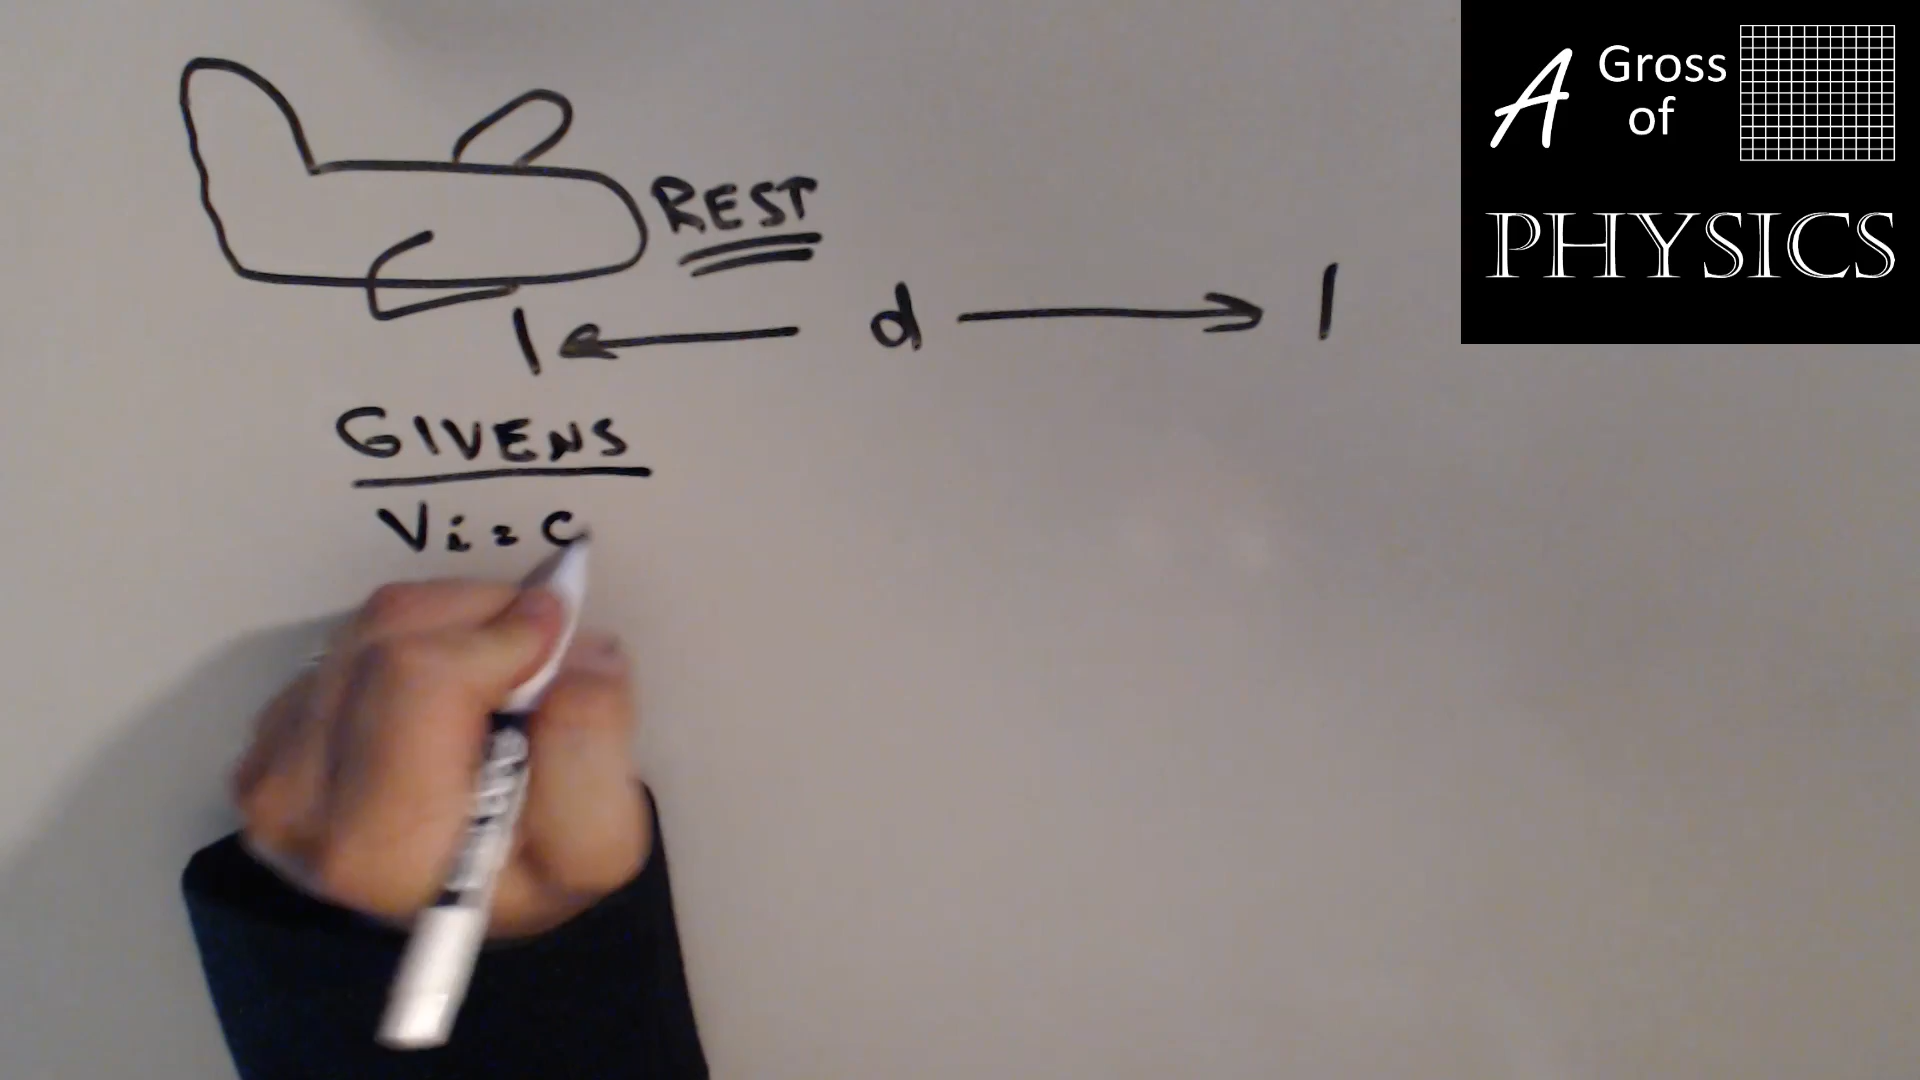 REST
d
GIVENS
Vi =
A Gross of
PHYSICS